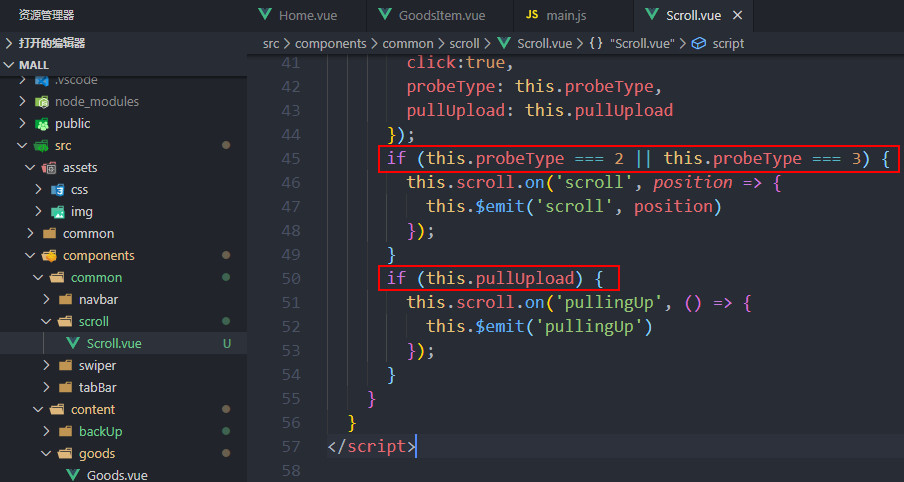 资源管理器
打开的编辑器
MALL
.vscode
node_modules
public
src
assets
css
img
common
components
common
navbar
scroll
Scroll.vue U
swiper
tabBar
content
backUp
goods
Goods.vue
Home.vue GoodsItem.vue JS main.js Scroll.vue ×
src > components > common > scroll > Scroll.vue > {} "Scroll.vue" > script
41 click:true,
42 probeType: this.probeType,
43 pullUpload: this.pullUpload
44 });
45 if (this.probeType === 2 || this.probeType === 3) {
46 this.scroll.on('scroll', position => {
47 this.$emit('scroll', position)
48 });
49 }
50 if (this.pullUpload) {
51 this.scroll.on('pullingUp', () => {
52 this.$emit('pullingUp')
53 });
54 }
55 }
56 }
57 </script>
58